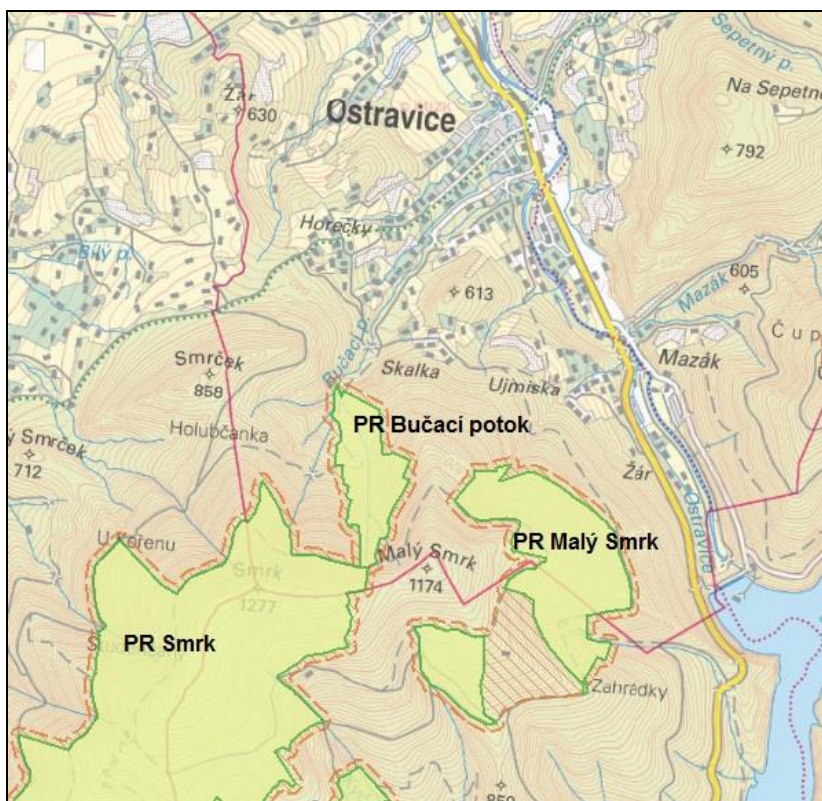 Sepetný p.
Na Sepetné
Žár
630
Ostravice
792
Horečky
Bílý p.
613
605
Mazák
Mazák
Bučací p.
Smrček
858
Skalka
Ujmiska
Holubčanka
PR Bučací potok
ý Smrček
712
Žár
Ostravice
U kořenu
Malý Smrk
1174
PR Malý Smrk
Smrk
1277
PR Smrk
Zahrádky